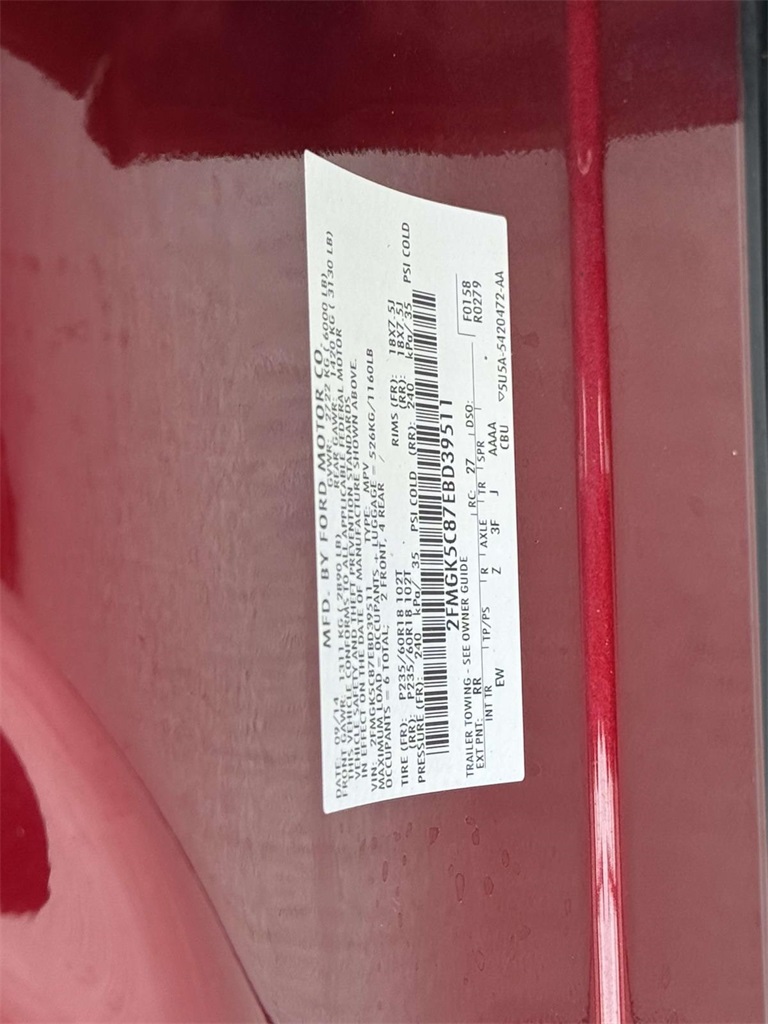 MFD. BY FORD MOTOR CO.
DATE: 09/14 GVWR: 2722 KG ( 6000 LB)
FRONT GAWR: 1311 KG ( 2890 LB) REAR GAWR: 1420 KG ( 3130 LB)
THIS VEHICLE CONFORMS TO ALL APPLICABLE FEDERAL MOTOR
VEHICLE SAFETY AND THEFT PREVENTION STANDARDS
IN EFFECT ON THE DATE OF MANUFACTURE SHOWN ABOVE.
VIN: 2FMGK5C87EBD39511 TYPE: MPV
MAXIMUM LOAD = OCCUPANTS + LUGGAGE = 526KG/1160LB
OCCUPANTS = 6 TOTAL: 2 FRONT, 4 REAR /
TIRE (FR): P235/60R18 102T RIMS (FR): 18X7.5J
(RR): P235/60R18 102T (RR): 18X7.5J
PRESSURE (FR): 240 kPa/ 35 PSI COLD (RR): 240 kPa/ 35 PSI COLD
2FMGK5C87EBD39511
TRAILER TOWING - SEE OWNER GUIDE
EXT PNT: RR RC: 27 DSO: F0158
R0279
INT TR TP/PS R AXLE TR SPR
EW Z 3F J AAAA
CBU
▽5U5A-5420472-AA